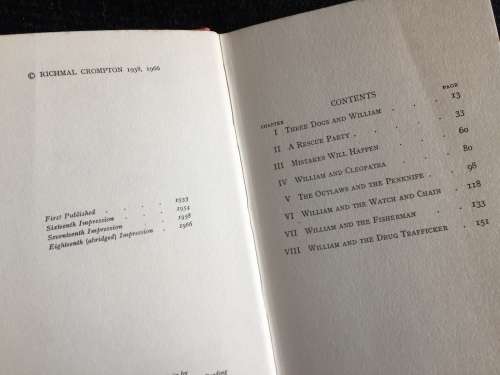 © RICHMAL CROMPTON 1938, 1966
First Published . . . . 1933
Sixteenth Impression . . . 1954
Seventeenth Impression . . . 1958
Eighteenth (abridged) Impression . 1966
by
Reading
CONTENTS
CHAPTER PAGE
I THREE DOGS AND WILLIAM . . . 13
II A RESCUE PARTY . . . . 33
III MISTAKES WILL HAPPEN . . . 60
IV WILLIAM AND CLEOPATRA . . . 80
V THE OUTLAWS AND THE PENKNIFE . . 98
VI WILLIAM AND THE WATCH AND CHAIN . . 118
VII WILLIAM AND THE FISHERMAN . . . 133
VIII WILLIAM AND THE DRUG TRAFFICKER . . 151